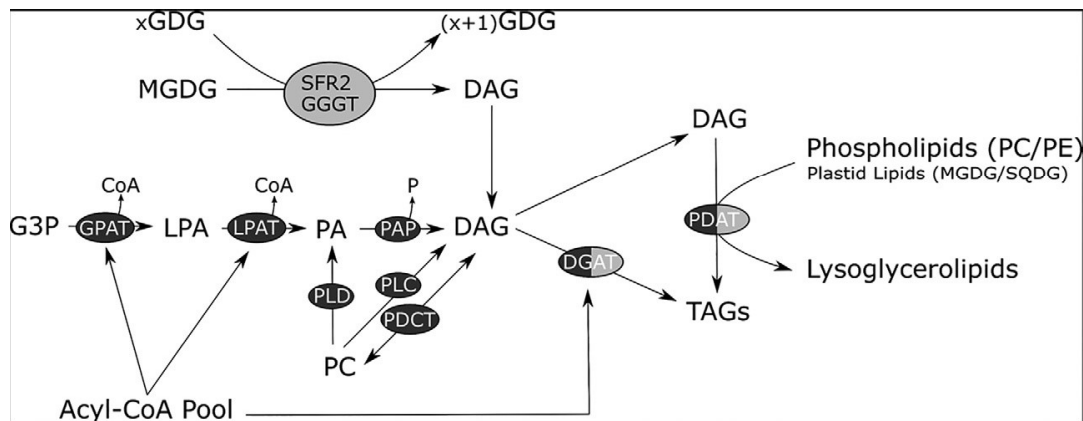 xGDG
(x+1)GDG
MGDG
SFR2
GGGT
DAG
DAG
Phospholipids (PC/PE)
Plastid Lipids (MGDG/SQDG)
CoA
CoA
P
G3P
GPAT
LPA
LPAT
PA
PAP
DAG
PDAT
DGAT
Lysoglycerolipids
PLD
PLC
PDCT
TAGs
PC
Acyl-CoA Pool